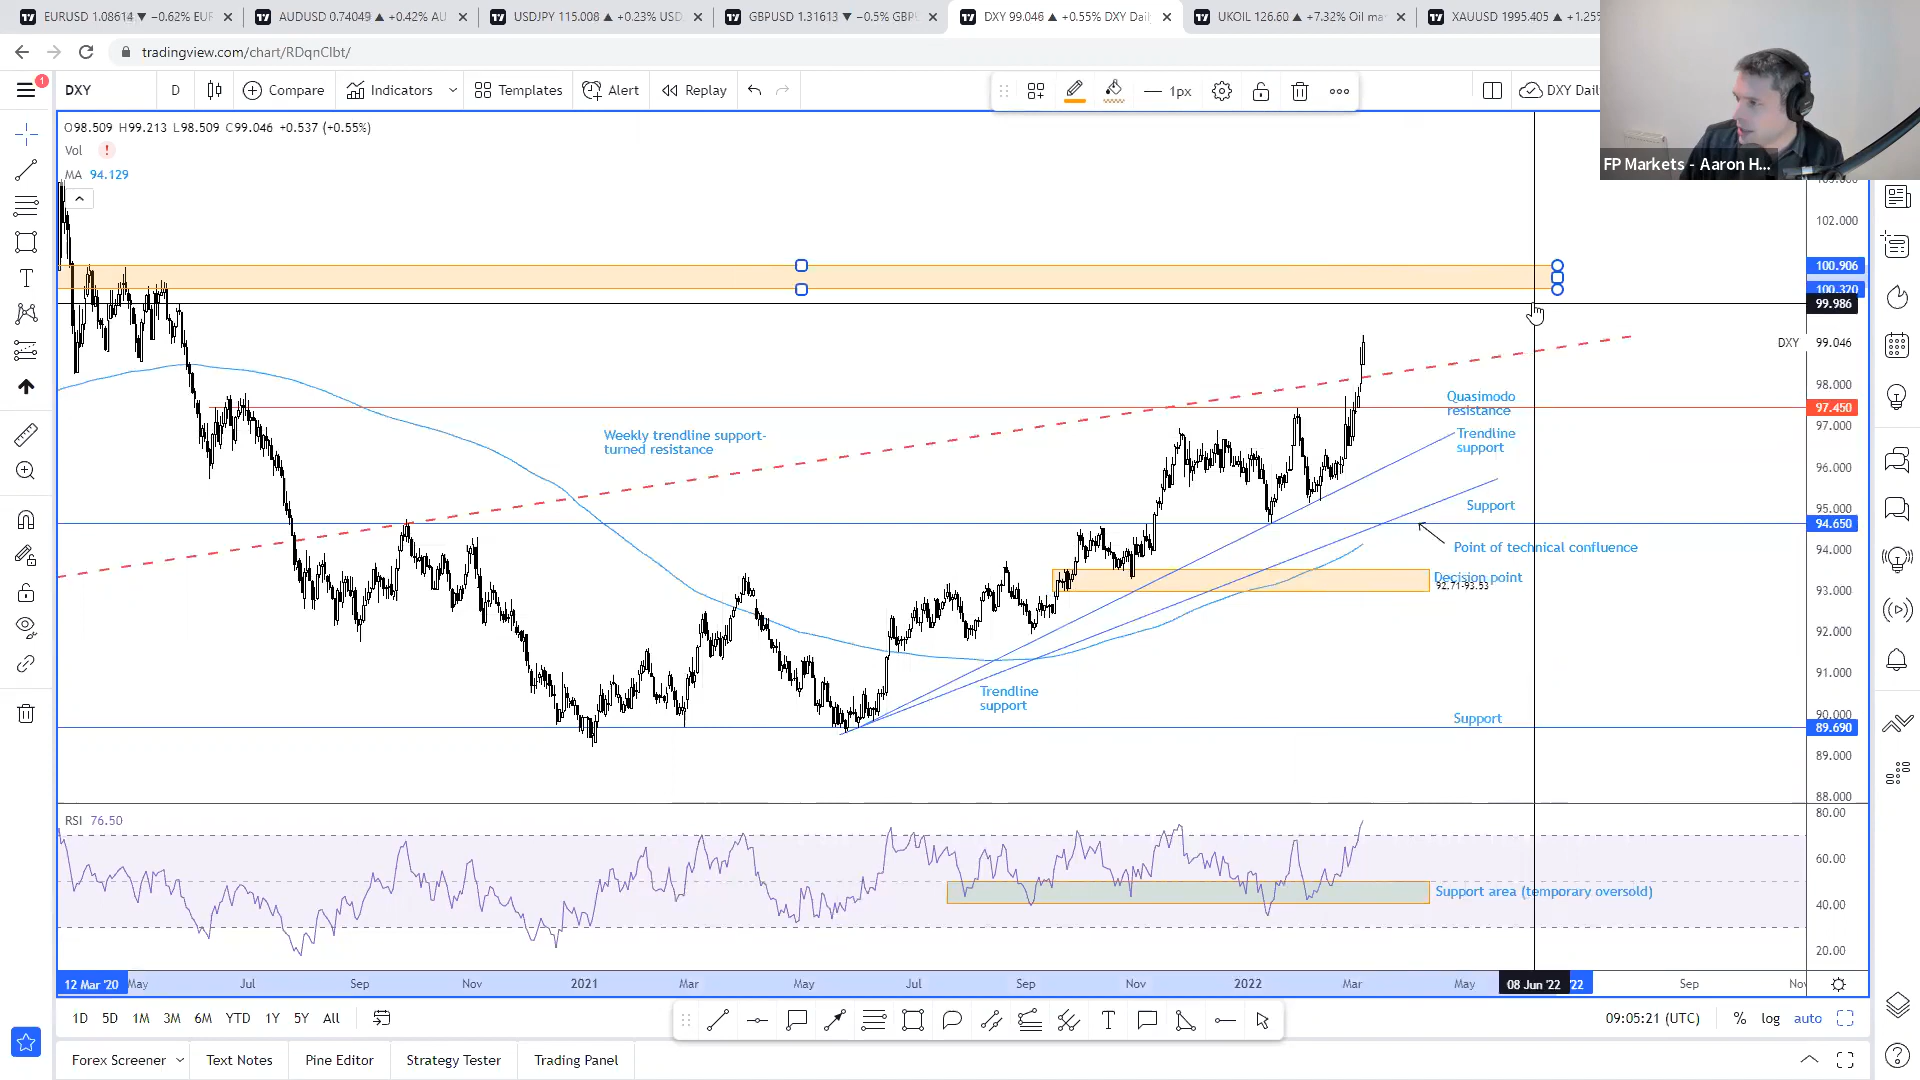 EURUSD 1.08614 ▼ −0.62% EUR
AUDUSD 0.74049 ▲ +0.42% AU
USDJPY 115.008 ▲ +0.23% USD
GBPUSD 1.31613 ▼ −0.5% GBP
DXY 99.046 ▲ +0.55% DXY Dail
UKOIL 126.60 ▲ +7.32% Oil ma
XAUUSD 1995.405 ▲ +1.25%
tradingview.com/chart/RDqnClbt/
1
DXY
D
Compare
Indicators
Templates
Alert
Replay
1px
DXY Dail
FP Markets - Aaron H...
O98.509 H99.213 L98.509 C99.046 +0.537 (+0.55%)
Vol
MA 94.129
102.000
100.906
100.320
99.986
DXY 99.046
98.000
97.450
97.000
96.000
95.000
94.650
94.000
93.000
92.000
91.000
90.000
89.690
89.000
88.000
Quasimodo
resistance
Trendline
support
Weekly trendline support-
turned resistance
Support
Point of technical confluence
Decision point
92.71-93.53
Trendline
support
Support
RSI 76.50
80.00
60.00
40.00
20.00
Support area (temporary oversold)
12 Mar '20
May
Jul
Sep
Nov
2021
Mar
May
Jul
Sep
Nov
2022
Mar
May
08 Jun '22
'22
Sep
Nov
1D 5D 1M 3M 6M YTD 1Y 5Y All
09:05:21 (UTC)
%
log
auto
Forex Screener
Text Notes
Pine Editor
Strategy Tester
Trading Panel